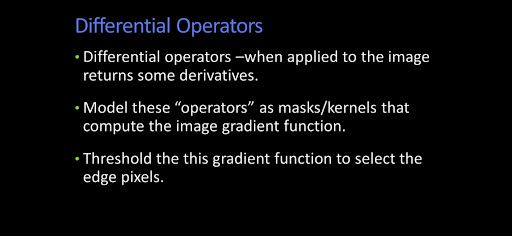 Differential Operators
• Differential operators –when applied to the image
returns some derivatives.
• Model these “operators” as masks/kernels that
compute the image gradient function.
• Threshold the this gradient function to select the
edge pixels.